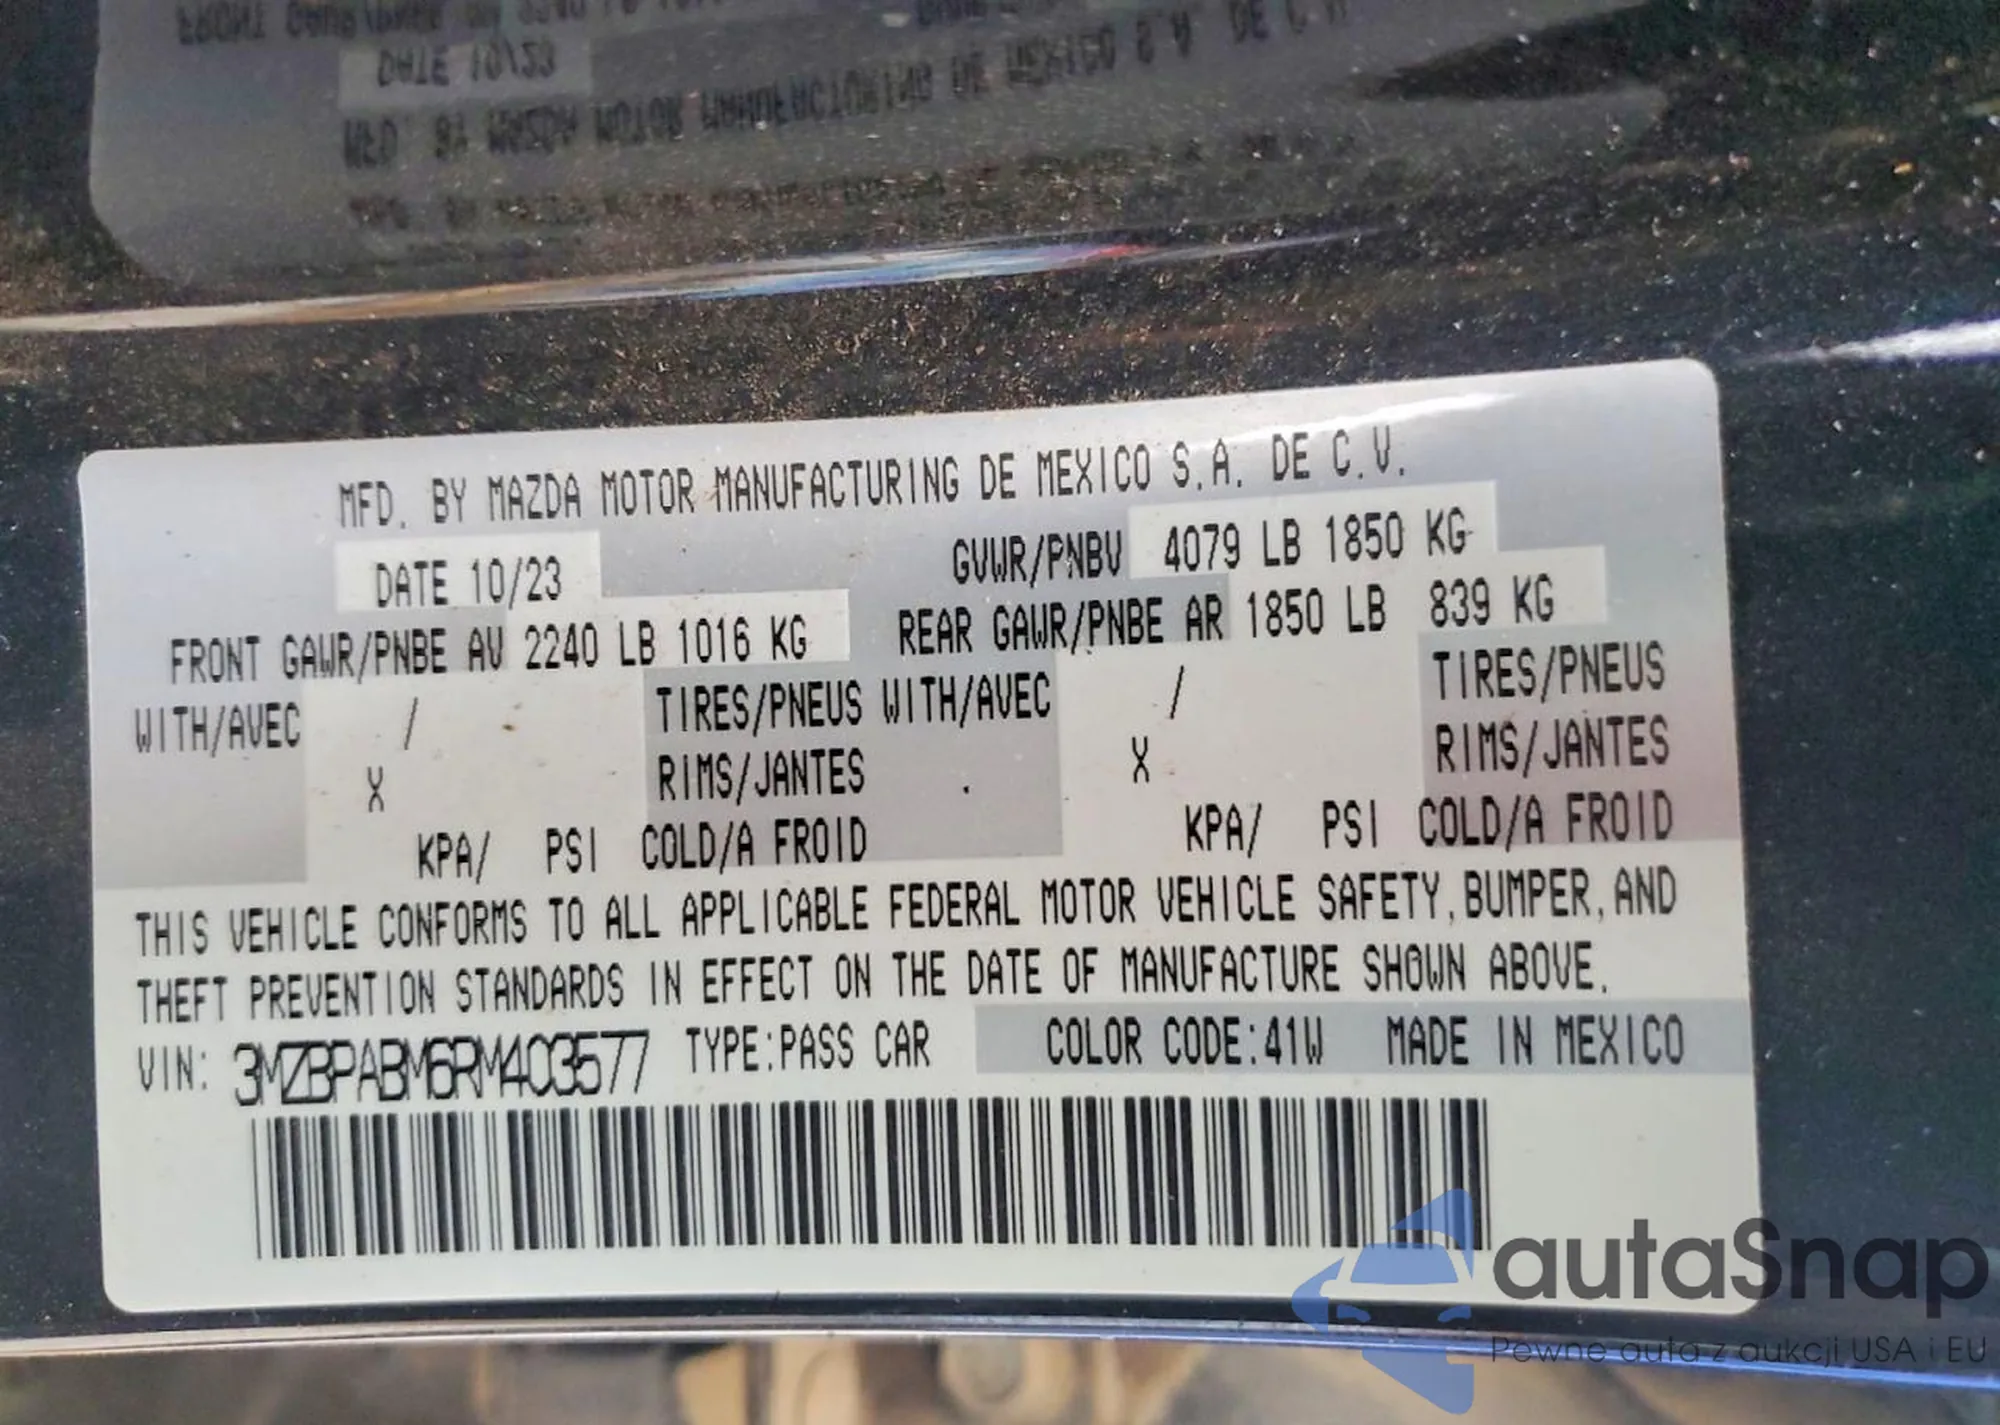 MFD. BY MAZDA MOTOR MANUFACTURING DE MEXICO S.A. DE C.V.
DATE 10/23 GVWR/PNBV 4079 LB 1850 KG
FRONT GAWR/PNBE AV 2240 LB 1016 KG REAR GAWR/PNBE AR 1850 LB 839 KG
WITH/AVEC / TIRES/PNEUS WITH/AVEC / TIRES/PNEUS
X RIMS/JANTES X RIMS/JANTES
KPA/ PSI COLD/A FROID KPA/ PSI COLD/A FROID
THIS VEHICLE CONFORMS TO ALL APPLICABLE FEDERAL MOTOR VEHICLE SAFETY, BUMPER, AND
THEFT PREVENTION STANDARDS IN EFFECT ON THE DATE OF MANUFACTURE SHOWN ABOVE.
VIN: 3MZBPABM6RM403577 TYPE:PASS CAR COLOR CODE:41W MADE IN MEXICO
autaSnap
Pewne auta z aukcji USA i EU